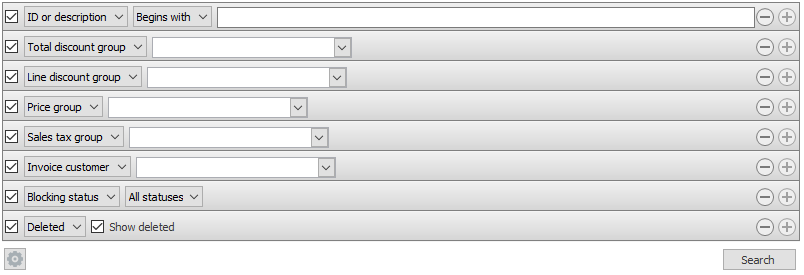 ID or description Begins with
Total discount group
Line discount group
Price group
Sales tax group
Invoice customer
Blocking status All statuses
Deleted Show deleted
Search